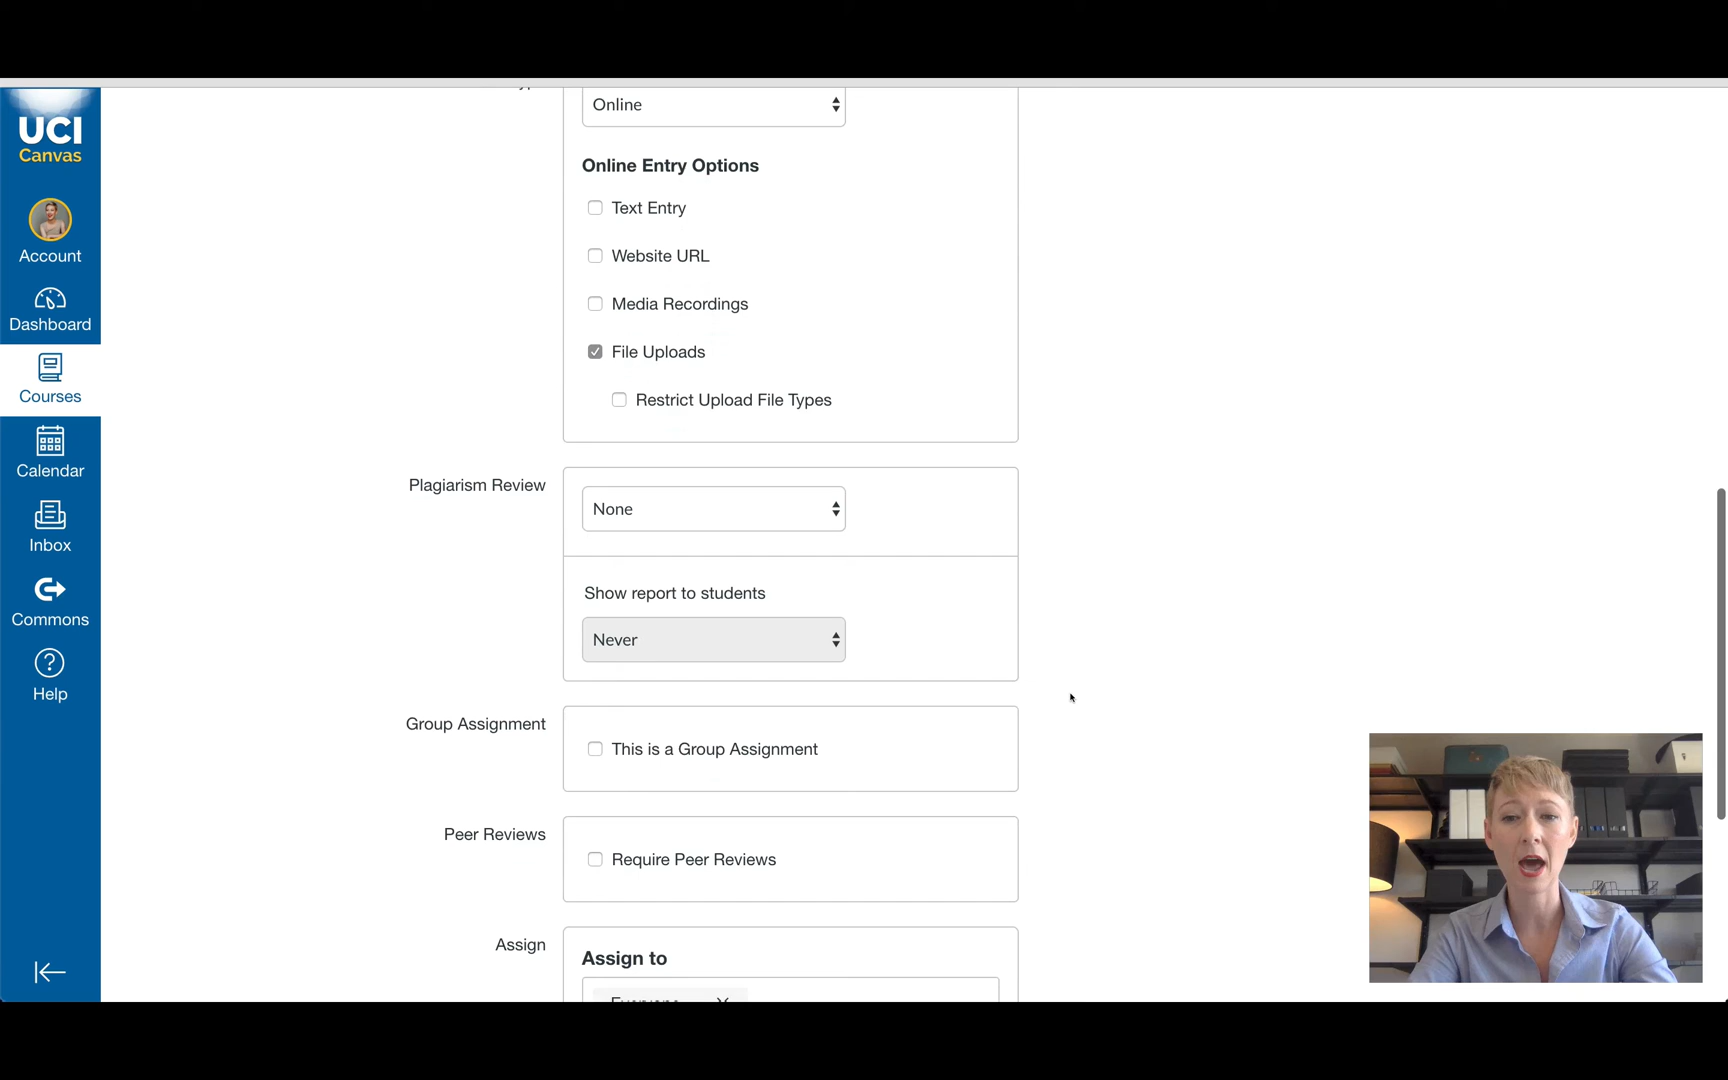 UCI
Canvas
Account
Dashboard
Courses
Calendar
Inbox
Commons
Help
Online
Online Entry Options
Text Entry
Website URL
Media Recordings
File Uploads
Restrict Upload File Types
Plagiarism Review
None
Show report to students
Never
Group Assignment
This is a Group Assignment
Peer Reviews
Require Peer Reviews
Assign
Assign to
Everyone